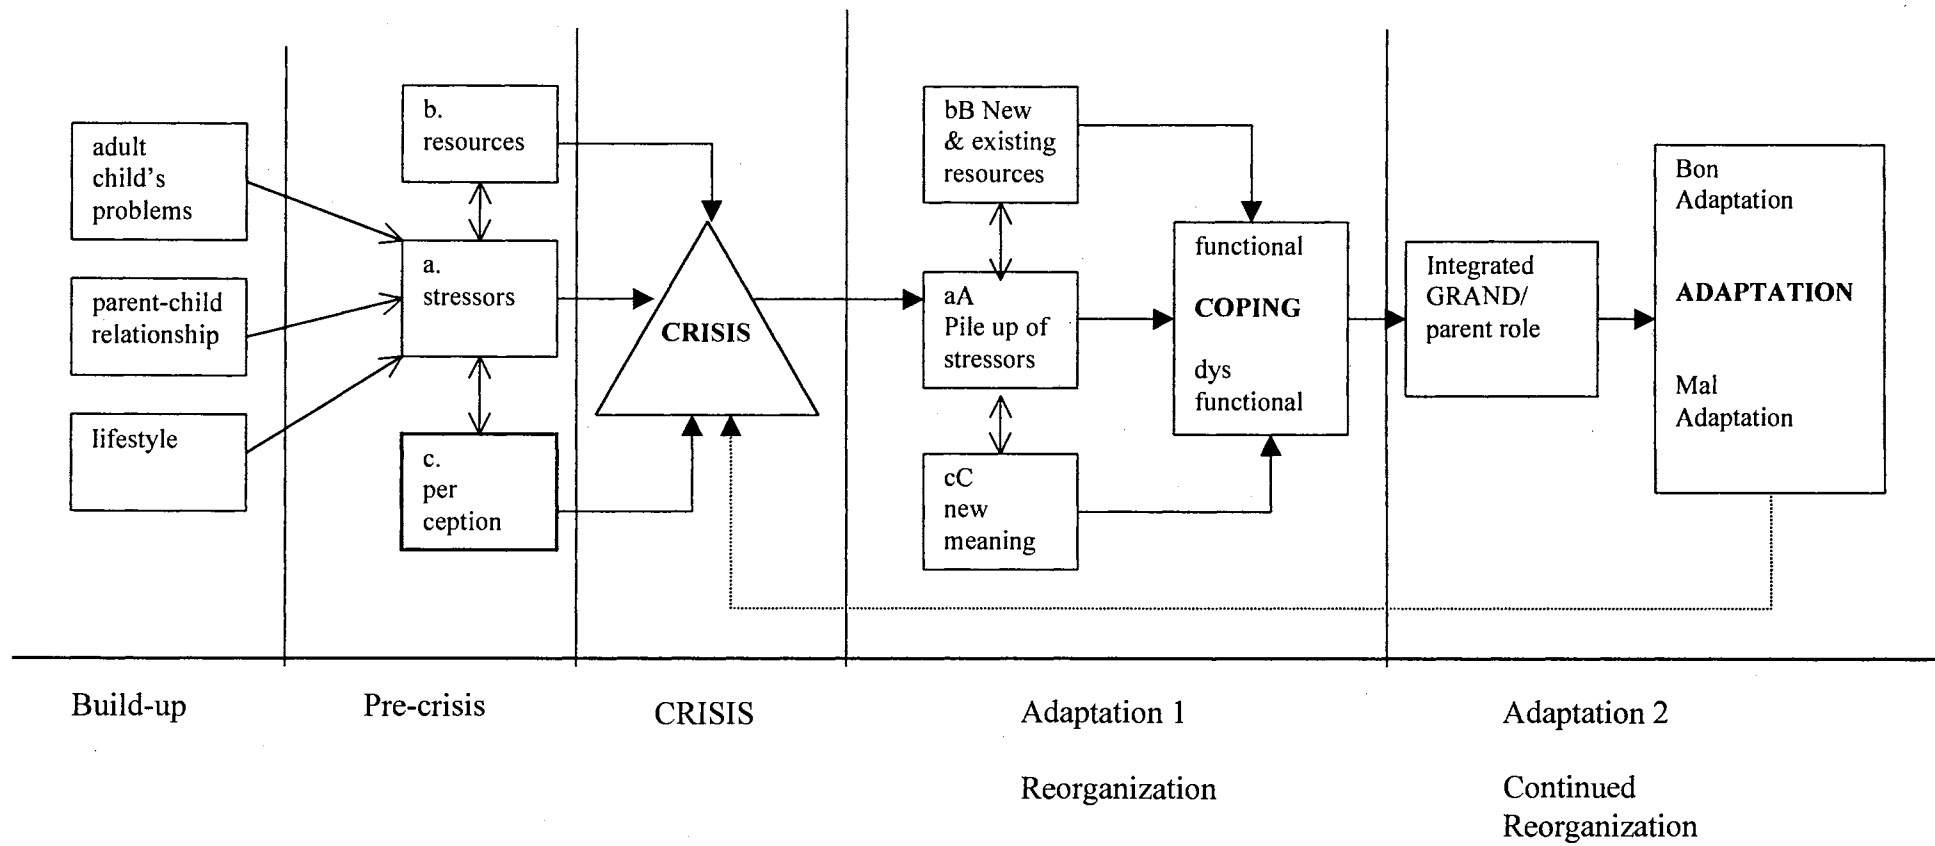 adult
child's
problems
parent-child
relationship
lifestyle
b.
resources
a.
stressors
c.
per
ception
CRISIS
bB New
& existing
resources
aA
Pile up of
stressors
cC
new
meaning
functional
COPING
dys
functional
Integrated
GRAND/
parent role
Bon
Adaptation
ADAPTATION
Mal
Adaptation
Build-up
Pre-crisis
CRISIS
Adaptation 1
Reorganization
Adaptation 2
Continued
Reorganization